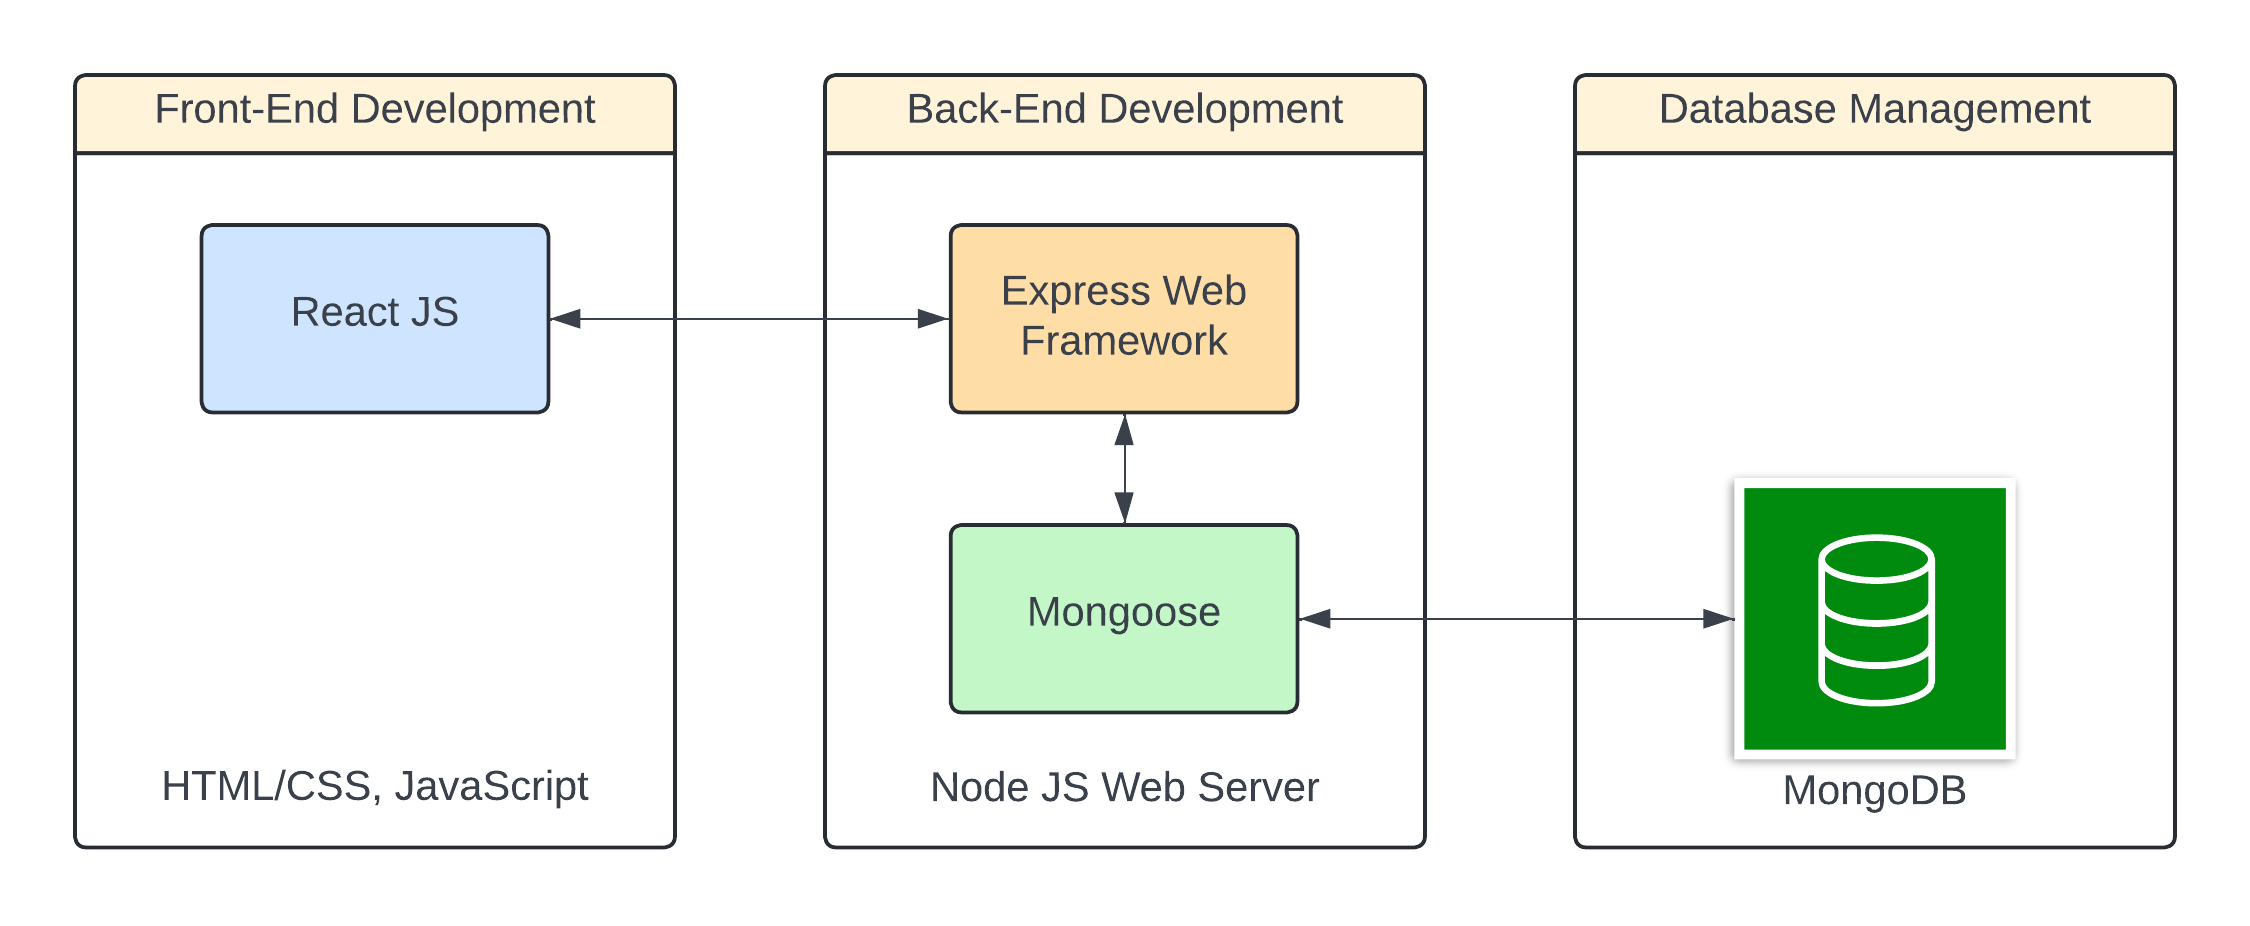 Front-End Development
React JS
HTML/CSS, JavaScript
Back-End Development
Express Web
Framework
Mongoose
Node JS Web Server
Database Management
MongoDB